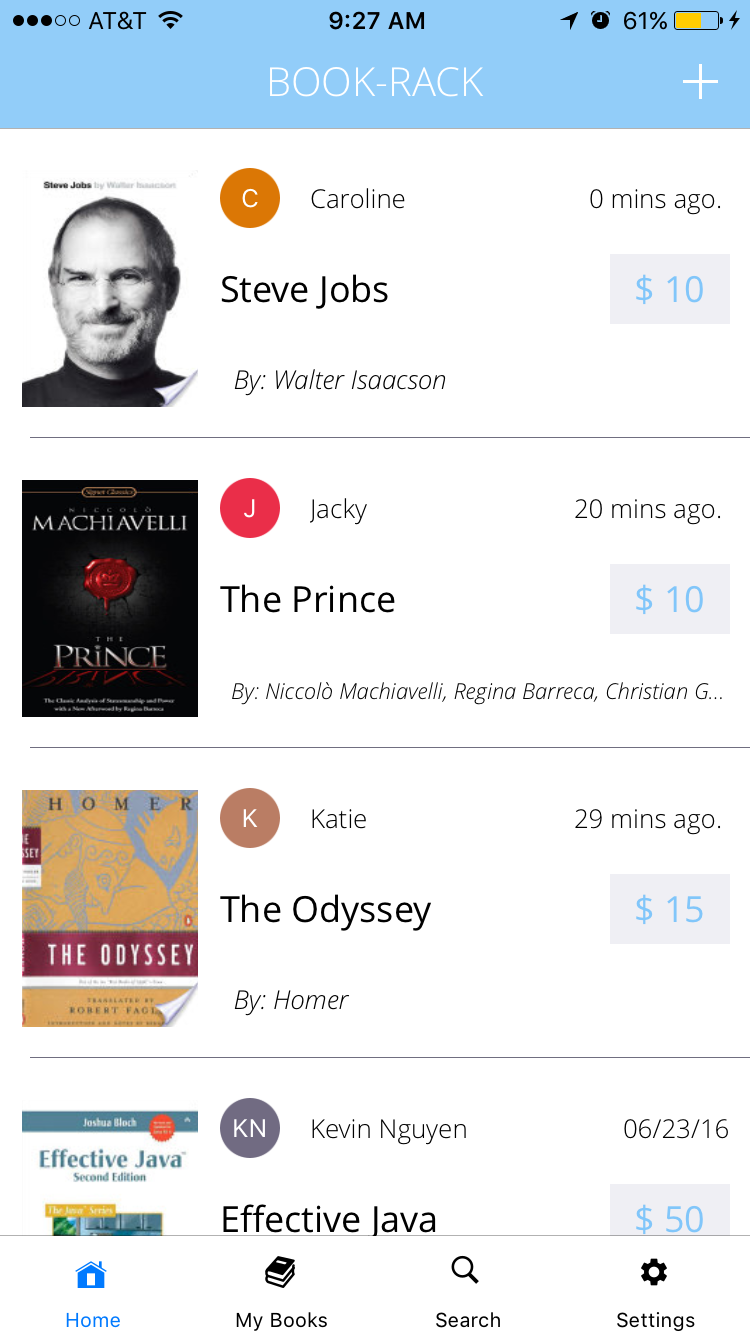 AT&T 9:27 AM 61%
BOOK-RACK
Steve Jobs by Walter Isaacson
C Caroline 0 mins ago.
Steve Jobs $ 10
By: Walter Isaacson
Signet Classics
NICCOLÒ
MACHIAVELLI
THE
PRINCE
The Classic Analysis of Statesmanship and Power
with a New Afterword by Regina Barreca
J Jacky 20 mins ago.
The Prince $ 10
By: Niccolò Machiavelli, Regina Barreca, Christian G...
HOMER
SSEY
THE ODYSSEY
TRANSLATED BY
ROBERT FAGL
K Katie 29 mins ago.
The Odyssey $ 15
By: Homer
Joshua Bloch
Effective Java™
Second Edition
The Java™ Series
KN Kevin Nguyen 06/23/16
Effective Java $ 50
Home My Books Search Settings